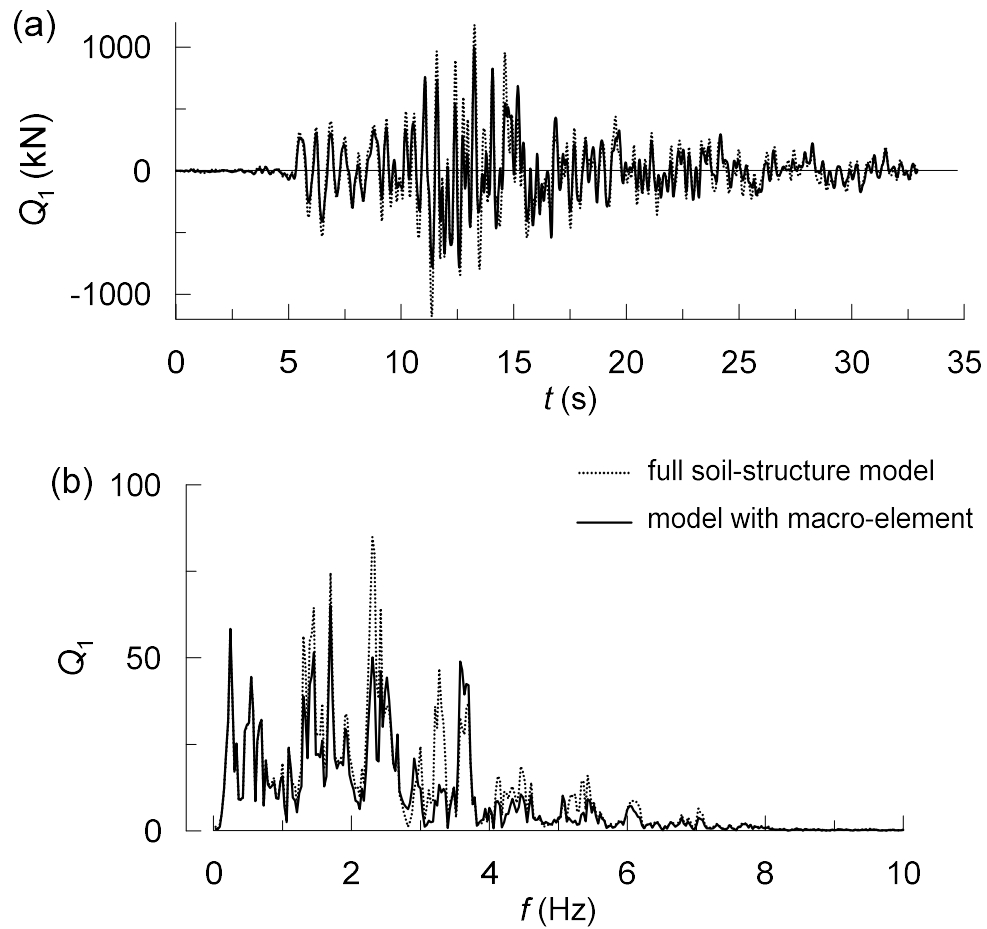 (a)
1000
0
-1000
Q1 (kN)
0 5 10 15 20 25 30 35
t (s)
(b)
full soil-structure model
model with macro-element
100
50
0
Q1
0 2 4 6 8 10
f (Hz)